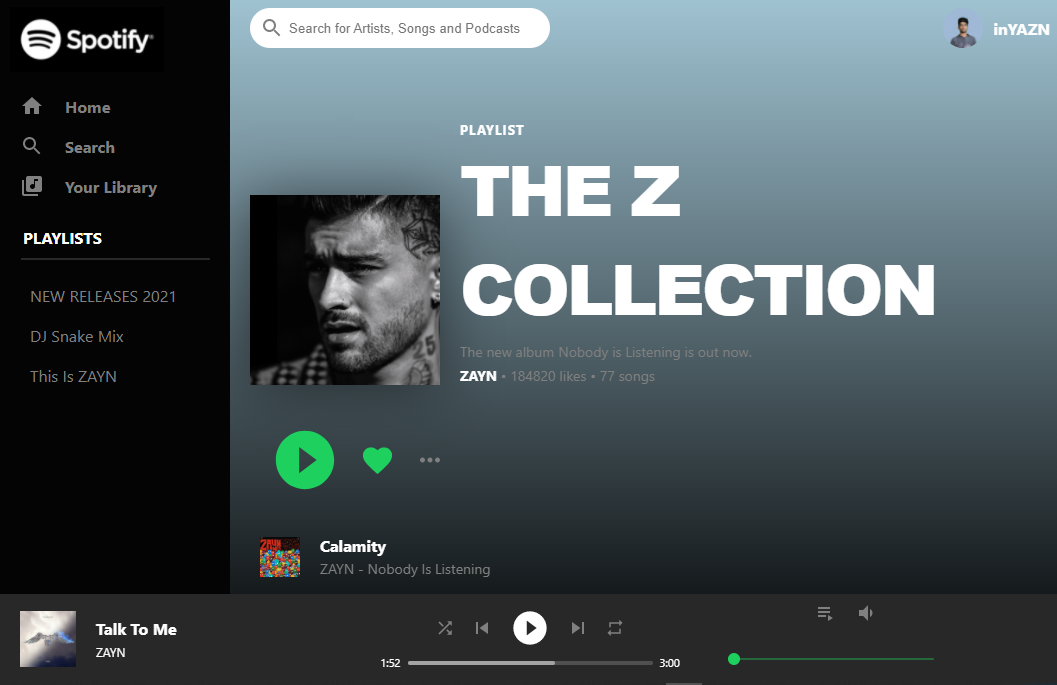 Spotify
Home
Search
Your Library
PLAYLISTS
NEW RELEASES 2021
DJ Snake Mix
This Is ZAYN
Search for Artists, Songs and Podcasts
inYAZN
PLAYLIST
THE Z
COLLECTION
The new album Nobody is Listening is out now.
ZAYN • 184820 likes • 77 songs
25
ZAYN
Calamity
ZAYN - Nobody Is Listening
Talk To Me
ZAYN
1:52
3:00